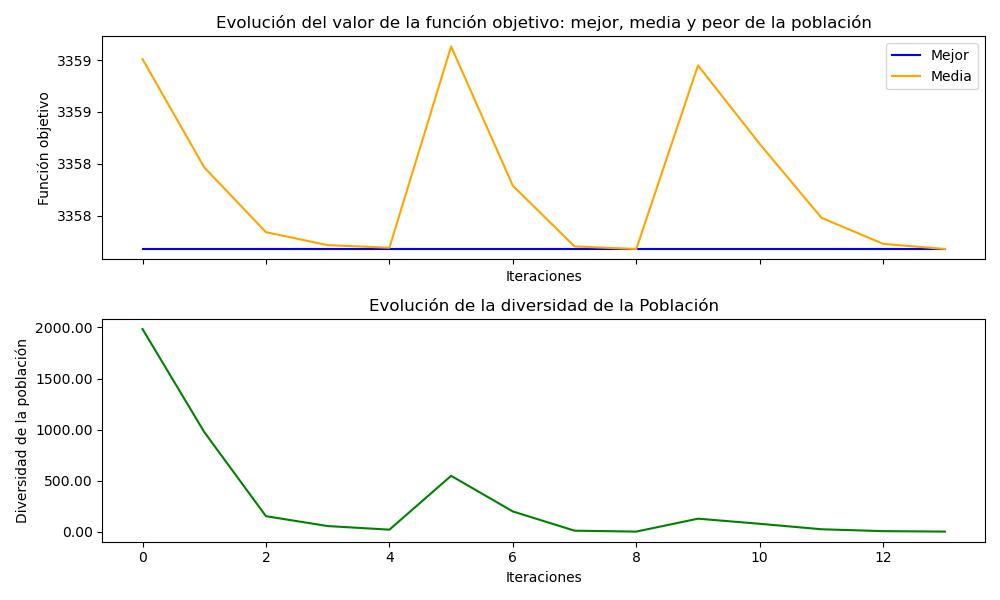 Evolución del valor de la función objetivo: mejor, media y peor de la población
3359
3359
3358
3358
Función objetivo
Mejor
Media
Iteraciones
Evolución de la diversidad de la Población
2000.00
1500.00
1000.00
500.00
0.00
Diversidad de la población
0 2 4 6 8 10 12
Iteraciones